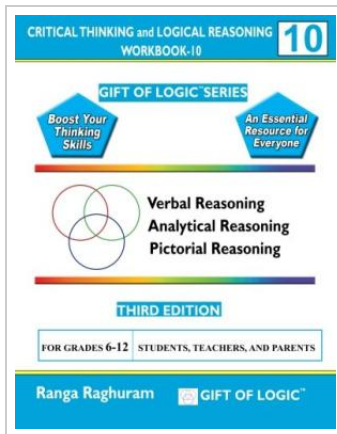 CRITICAL THINKING and LOGICAL REASONING
WORKBOOK-10
10
GIFT OF LOGIC™SERIES
Boost Your
Thinking
Skills
An Essential
Resource for
Everyone
Verbal Reasoning
Analytical Reasoning
Pictorial Reasoning
THIRD EDITION
FOR GRADES 6-12 STUDENTS, TEACHERS, AND PARENTS
Ranga Raghuram GIFT OF LOGIC™